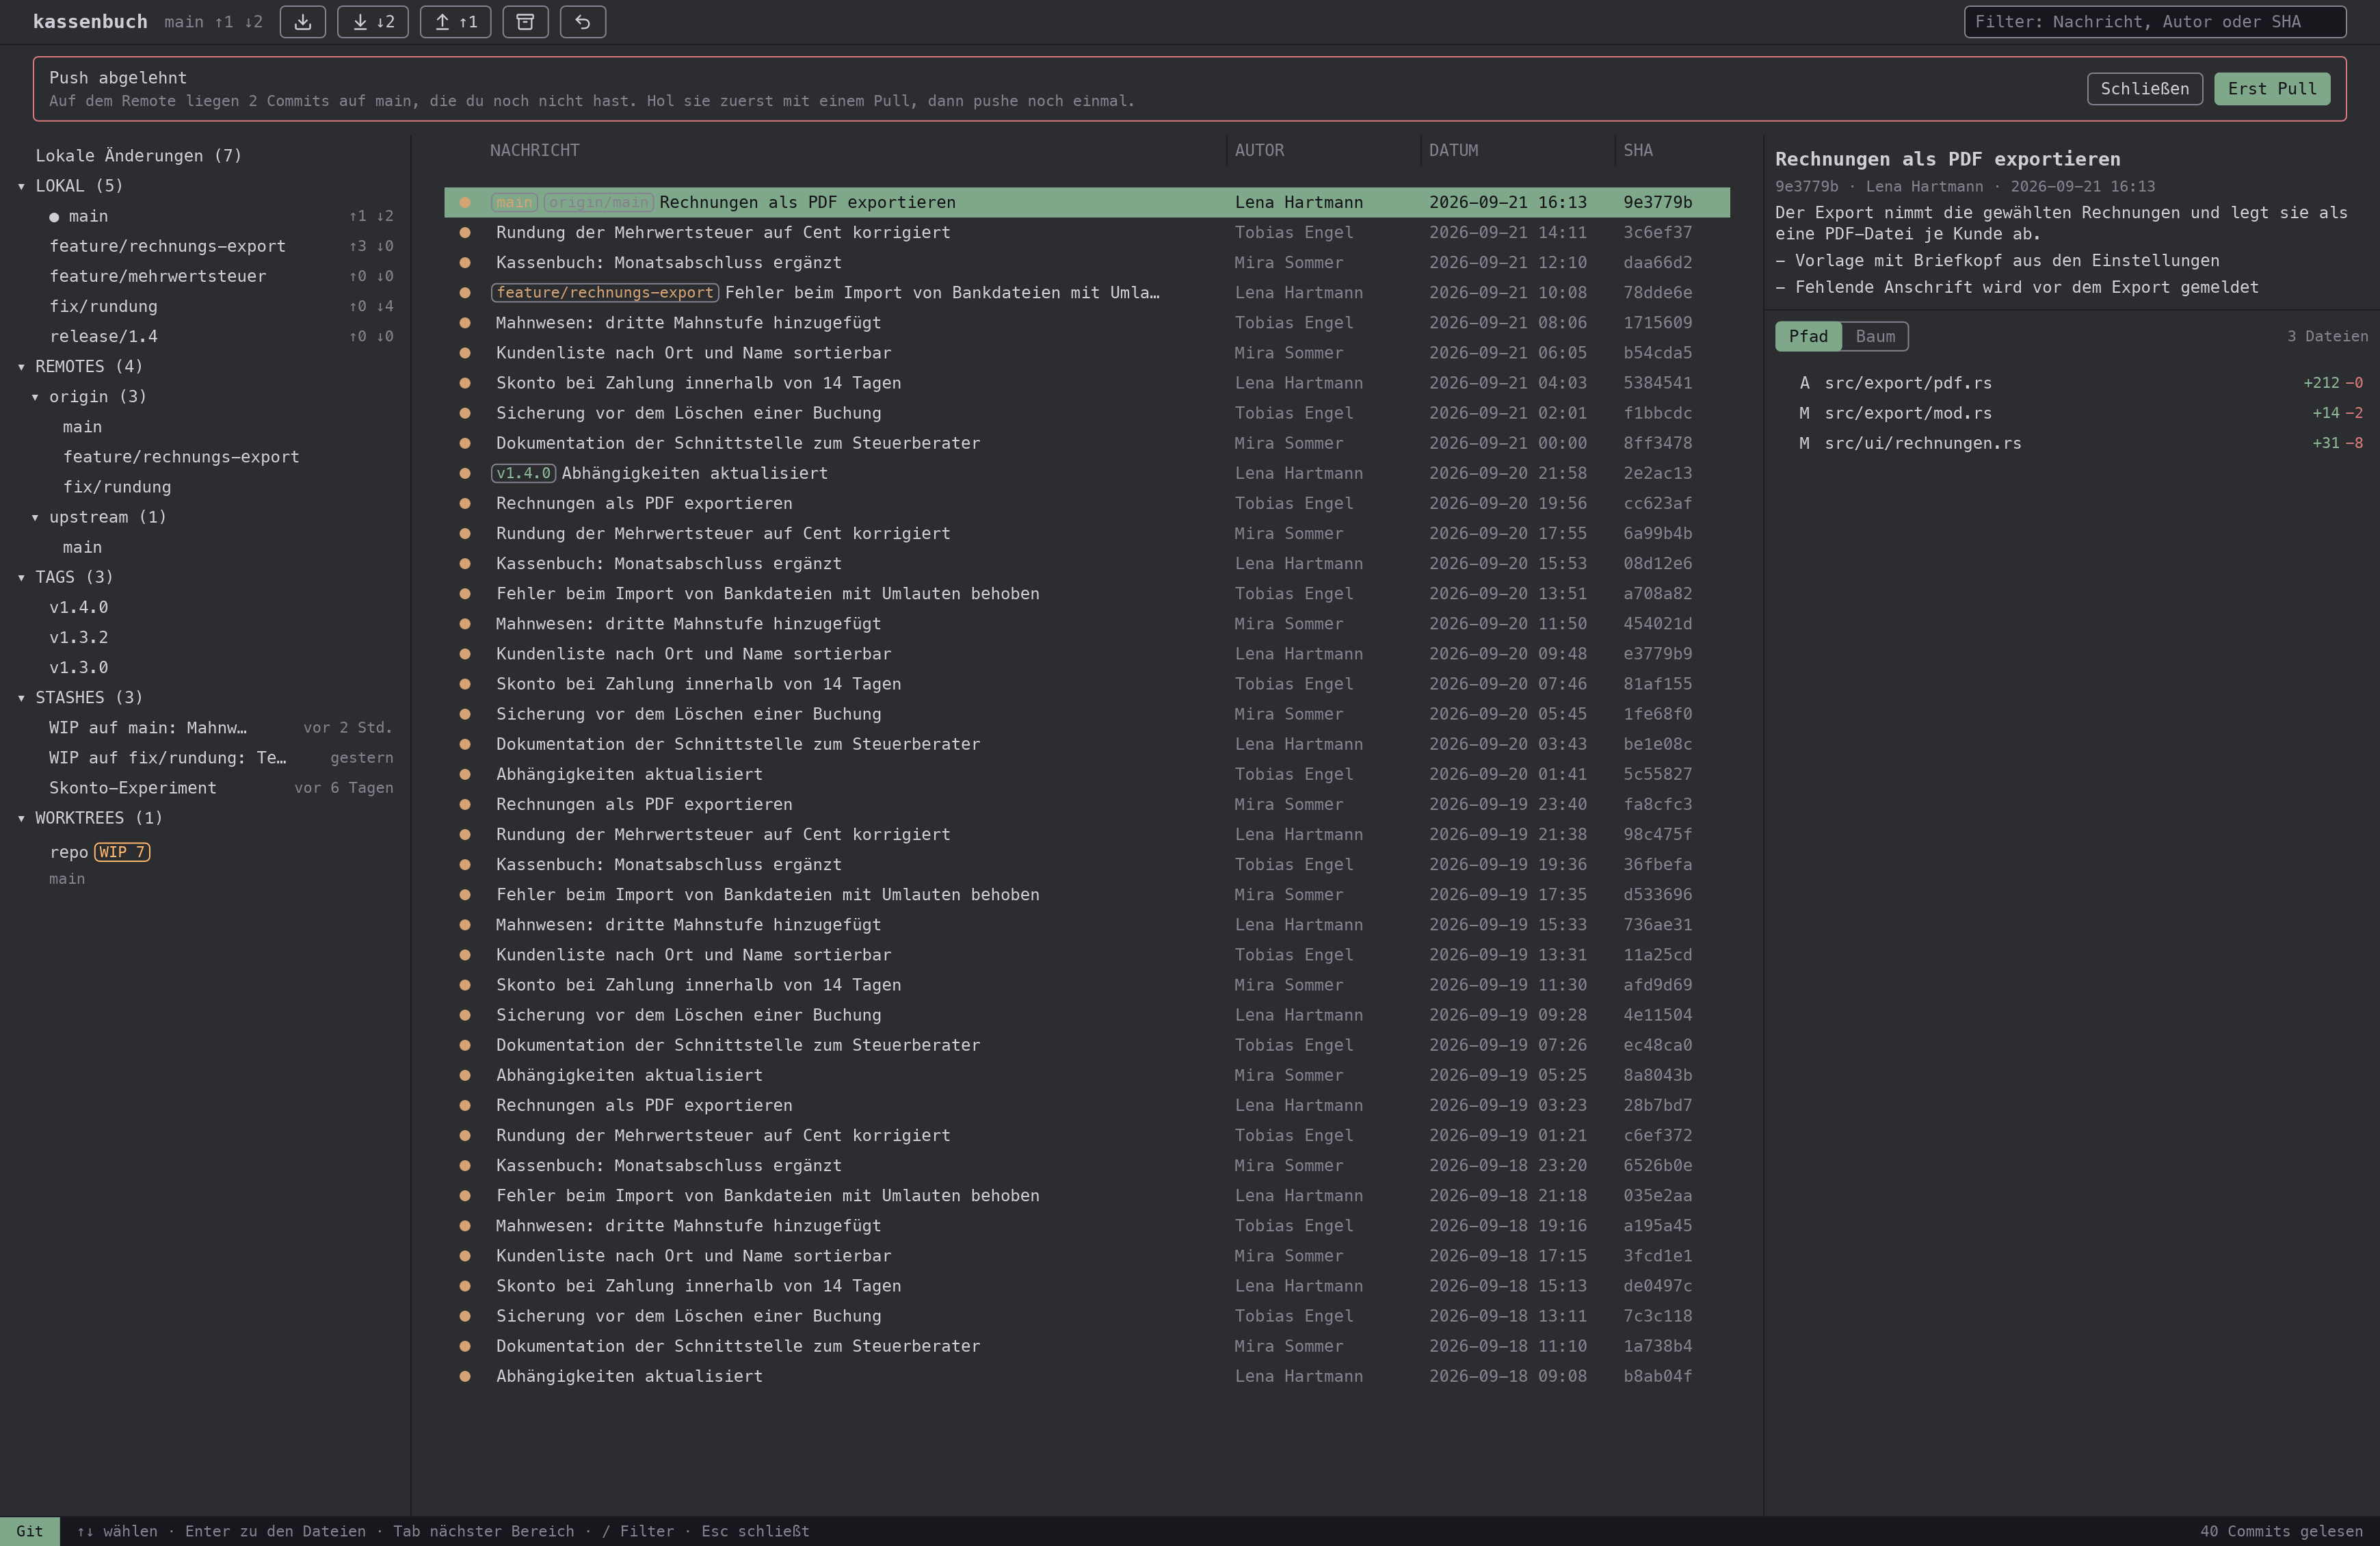 kassenbuch main ↑1 ↓2 ↓2 ↑1 Filter: Nachricht, Autor oder SHA
Push abgelehnt
Auf dem Remote liegen 2 Commits auf main, die du noch nicht hast. Hol sie zuerst mit einem Pull, dann pushe noch einmal.
Schließen Erst Pull
Lokale Änderungen (7)
▾ LOKAL (5)
● main ↑1 ↓2
feature/rechnungs-export ↑3 ↓0
feature/mehrwertsteuer ↑0 ↓0
fix/rundung ↑0 ↓4
release/1.4 ↑0 ↓0
▾ REMOTES (4)
▾ origin (3)
main
feature/rechnungs-export
fix/rundung
▾ upstream (1)
main
▾ TAGS (3)
v1.4.0
v1.3.2
v1.3.0
▾ STASHES (3)
WIP auf main: Mahnw… vor 2 Std.
WIP auf fix/rundung: Te… gestern
Skonto-Experiment vor 6 Tagen
▾ WORKTREES (1)
repo WIP 7
main
NACHRICHT AUTOR DATUM SHA
main origin/main Rechnungen als PDF exportieren Lena Hartmann 2026-09-21 16:13 9e3779b
Rundung der Mehrwertsteuer auf Cent korrigiert Tobias Engel 2026-09-21 14:11 3c6ef37
Kassenbuch: Monatsabschluss ergänzt Mira Sommer 2026-09-21 12:10 daa66d2
feature/rechnungs-export Fehler beim Import von Bankdateien mit Umla… Lena Hartmann 2026-09-21 10:08 78dde6e
Mahnwesen: dritte Mahnstufe hinzugefügt Tobias Engel 2026-09-21 08:06 1715609
Kundenliste nach Ort und Name sortierbar Mira Sommer 2026-09-21 06:05 b54cda5
Skonto bei Zahlung innerhalb von 14 Tagen Lena Hartmann 2026-09-21 04:03 5384541
Sicherung vor dem Löschen einer Buchung Tobias Engel 2026-09-21 02:01 f1bbcdc
Dokumentation der Schnittstelle zum Steuerberater Mira Sommer 2026-09-21 00:00 8ff3478
v1.4.0 Abhängigkeiten aktualisiert Lena Hartmann 2026-09-20 21:58 2e2ac13
Rechnungen als PDF exportieren Tobias Engel 2026-09-20 19:56 cc623af
Rundung der Mehrwertsteuer auf Cent korrigiert Mira Sommer 2026-09-20 17:55 6a99b4b
Kassenbuch: Monatsabschluss ergänzt Lena Hartmann 2026-09-20 15:53 08d12e6
Fehler beim Import von Bankdateien mit Umlauten behoben Tobias Engel 2026-09-20 13:51 a708a82
Mahnwesen: dritte Mahnstufe hinzugefügt Mira Sommer 2026-09-20 11:50 454021d
Kundenliste nach Ort und Name sortierbar Lena Hartmann 2026-09-20 09:48 e3779b9
Skonto bei Zahlung innerhalb von 14 Tagen Tobias Engel 2026-09-20 07:46 81af155
Sicherung vor dem Löschen einer Buchung Mira Sommer 2026-09-20 05:45 1fe68f0
Dokumentation der Schnittstelle zum Steuerberater Lena Hartmann 2026-09-20 03:43 be1e08c
Abhängigkeiten aktualisiert Tobias Engel 2026-09-20 01:41 5c55827
Rechnungen als PDF exportieren Mira Sommer 2026-09-19 23:40 fa8cfc3
Rundung der Mehrwertsteuer auf Cent korrigiert Lena Hartmann 2026-09-19 21:38 98c475f
Kassenbuch: Monatsabschluss ergänzt Tobias Engel 2026-09-19 19:36 36fbefa
Fehler beim Import von Bankdateien mit Umlauten behoben Mira Sommer 2026-09-19 17:35 d533696
Mahnwesen: dritte Mahnstufe hinzugefügt Lena Hartmann 2026-09-19 15:33 736ae31
Kundenliste nach Ort und Name sortierbar Tobias Engel 2026-09-19 13:31 11a25cd
Skonto bei Zahlung innerhalb von 14 Tagen Mira Sommer 2026-09-19 11:30 afd9d69
Sicherung vor dem Löschen einer Buchung Lena Hartmann 2026-09-19 09:28 4e11504
Dokumentation der Schnittstelle zum Steuerberater Tobias Engel 2026-09-19 07:26 ec48ca0
Abhängigkeiten aktualisiert Mira Sommer 2026-09-19 05:25 8a8043b
Rechnungen als PDF exportieren Lena Hartmann 2026-09-19 03:23 28b7bd7
Rundung der Mehrwertsteuer auf Cent korrigiert Tobias Engel 2026-09-19 01:21 c6ef372
Kassenbuch: Monatsabschluss ergänzt Mira Sommer 2026-09-18 23:20 6526b0e
Fehler beim Import von Bankdateien mit Umlauten behoben Lena Hartmann 2026-09-18 21:18 035e2aa
Mahnwesen: dritte Mahnstufe hinzugefügt Tobias Engel 2026-09-18 19:16 a195a45
Kundenliste nach Ort und Name sortierbar Mira Sommer 2026-09-18 17:15 3fcd1e1
Skonto bei Zahlung innerhalb von 14 Tagen Lena Hartmann 2026-09-18 15:13 de0497c
Sicherung vor dem Löschen einer Buchung Tobias Engel 2026-09-18 13:11 7c3c118
Dokumentation der Schnittstelle zum Steuerberater Mira Sommer 2026-09-18 11:10 1a738b4
Abhängigkeiten aktualisiert Lena Hartmann 2026-09-18 09:08 b8ab04f
Rechnungen als PDF exportieren
9e3779b · Lena Hartmann · 2026-09-21 16:13
Der Export nimmt die gewählten Rechnungen und legt sie als
eine PDF-Datei je Kunde ab.
- Vorlage mit Briefkopf aus den Einstellungen
- Fehlende Anschrift wird vor dem Export gemeldet
Pfad Baum 3 Dateien
A src/export/pdf.rs +212 −0
M src/export/mod.rs +14 −2
M src/ui/rechnungen.rs +31 −8
Git ↑↓ wählen · Enter zu den Dateien · Tab nächster Bereich · / Filter · Esc schließt 40 Commits gelesen